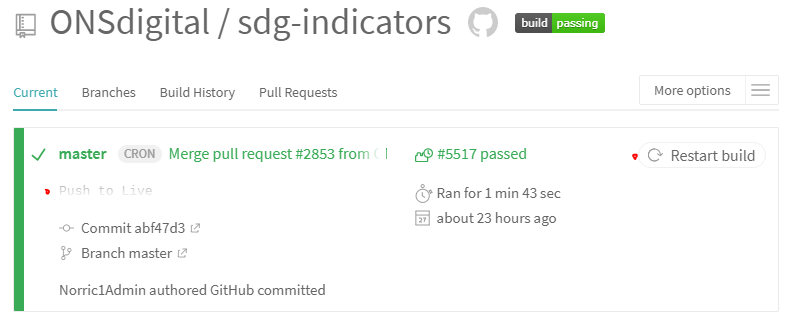 ONSdigital / sdg-indicators build passing
Current Branches Build History Pull Requests More options
master CRON Merge pull request #2853 from #5517 passed Restart build
Push to Live
Ran for 1 min 43 sec
27 about 23 hours ago
Commit abf47d3
Branch master
Norric1Admin authored GitHub committed